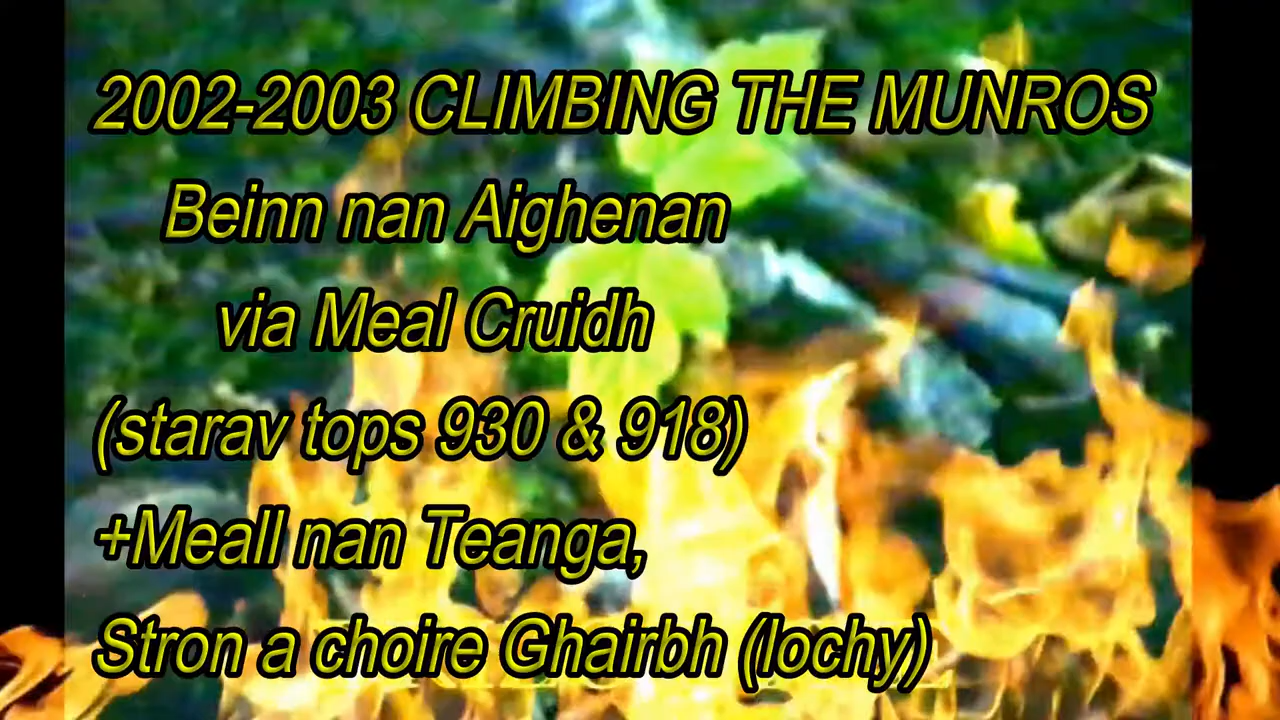 2002-2003 CLIMBING THE MUNROS
Beinn nan Aighenan
via Meal Cruidh
(starav tops 930 & 918)
+Meall nan Teanga,
Stron a choire Ghairbh (lochy)